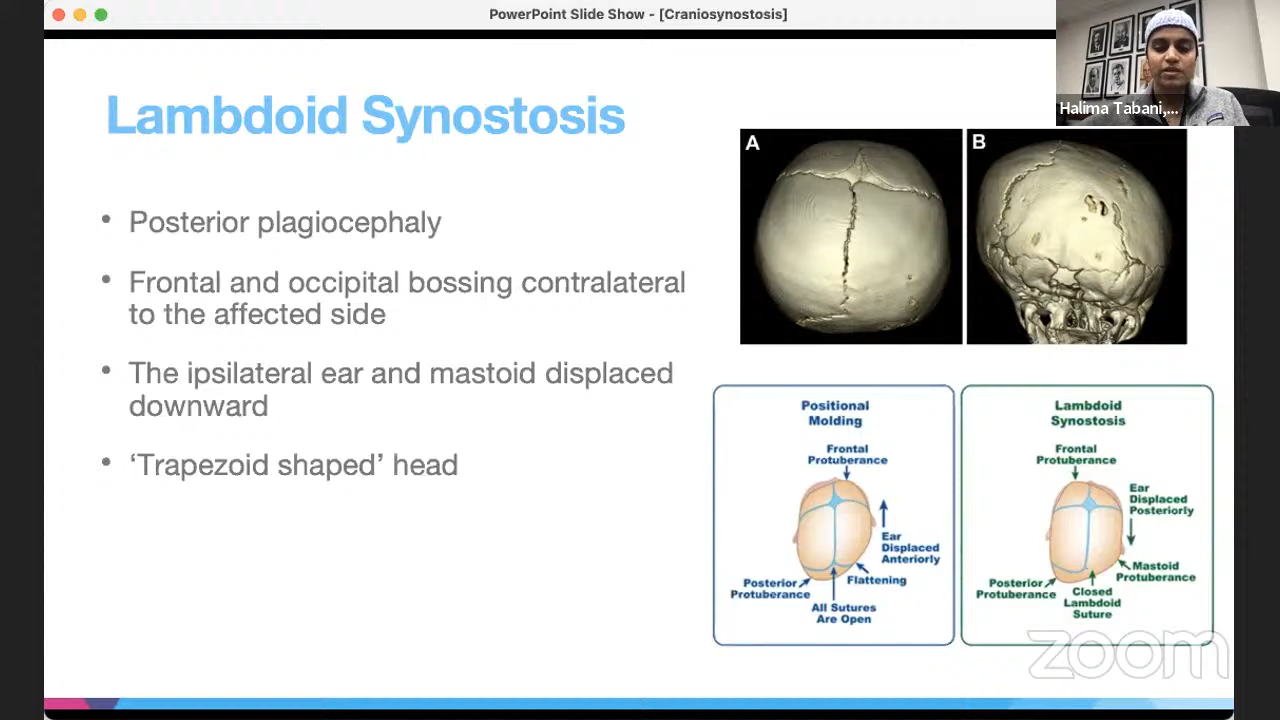 PowerPoint Slide Show - [Craniosynostosis]
Halima Tabani,...
Lambdoid Synostosis
• Posterior plagiocephaly
• Frontal and occipital bossing contralateral
to the affected side
• The ipsilateral ear and mastoid displaced
downward
• ‘Trapezoid shaped’ head
A
B
Positional
Molding
Frontal
Protuberance
Ear
Displaced
Anteriorly
Flattening
Posterior
Protuberance
All Sutures
Are Open
Lambdoid
Synostosis
Frontal
Protuberance
Ear
Displaced
Posteriorly
Mastoid
Protuberance
Posterior
Protuberance
Closed
Lambdoid
Suture
zoom